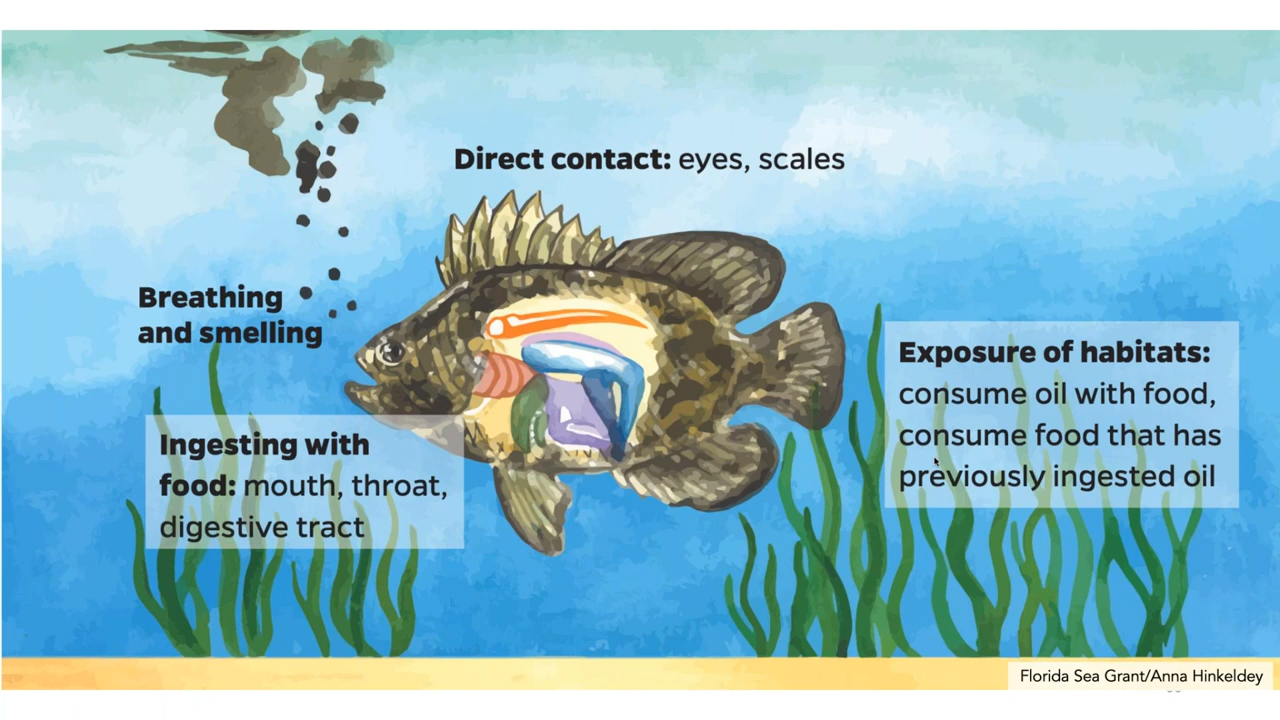 Direct contact: eyes, scales
Breathing
and smelling
Ingesting with
food: mouth, throat,
digestive tract
Exposure of habitats:
consume oil with food,
consume food that has
previously ingested oil
Florida Sea Grant/Anna Hinkeldey